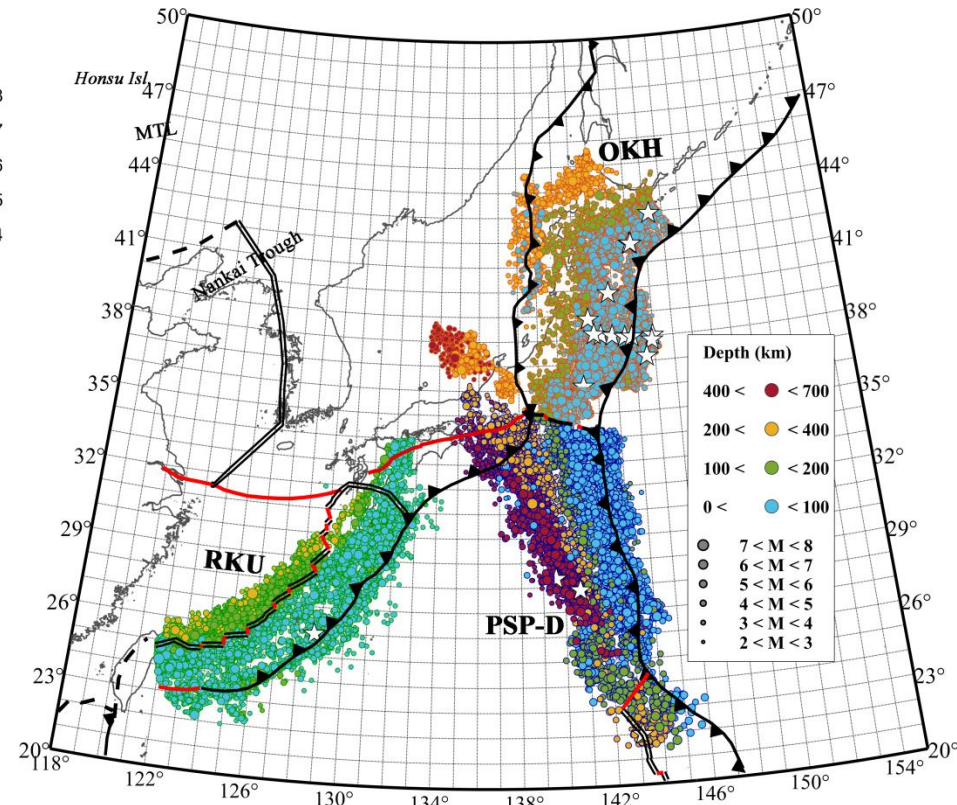 50°
50°
Honsu Isl.
47°
47°
MTL
44°
44°
OKH
41°
41°
Nankai Trough
38°
38°
35°
35°
32°
32°
29°
29°
26°
26°
23°
23°
20°
20°
RKU
PSP-D
Depth (km)
400 < < 700
200 < < 400
100 < < 200
0 < < 100
7 < M < 8
6 < M < 7
5 < M < 6
4 < M < 5
3 < M < 4
2 < M < 3
118°
122°
126°
130°
134°
138°
142°
146°
150°
154°